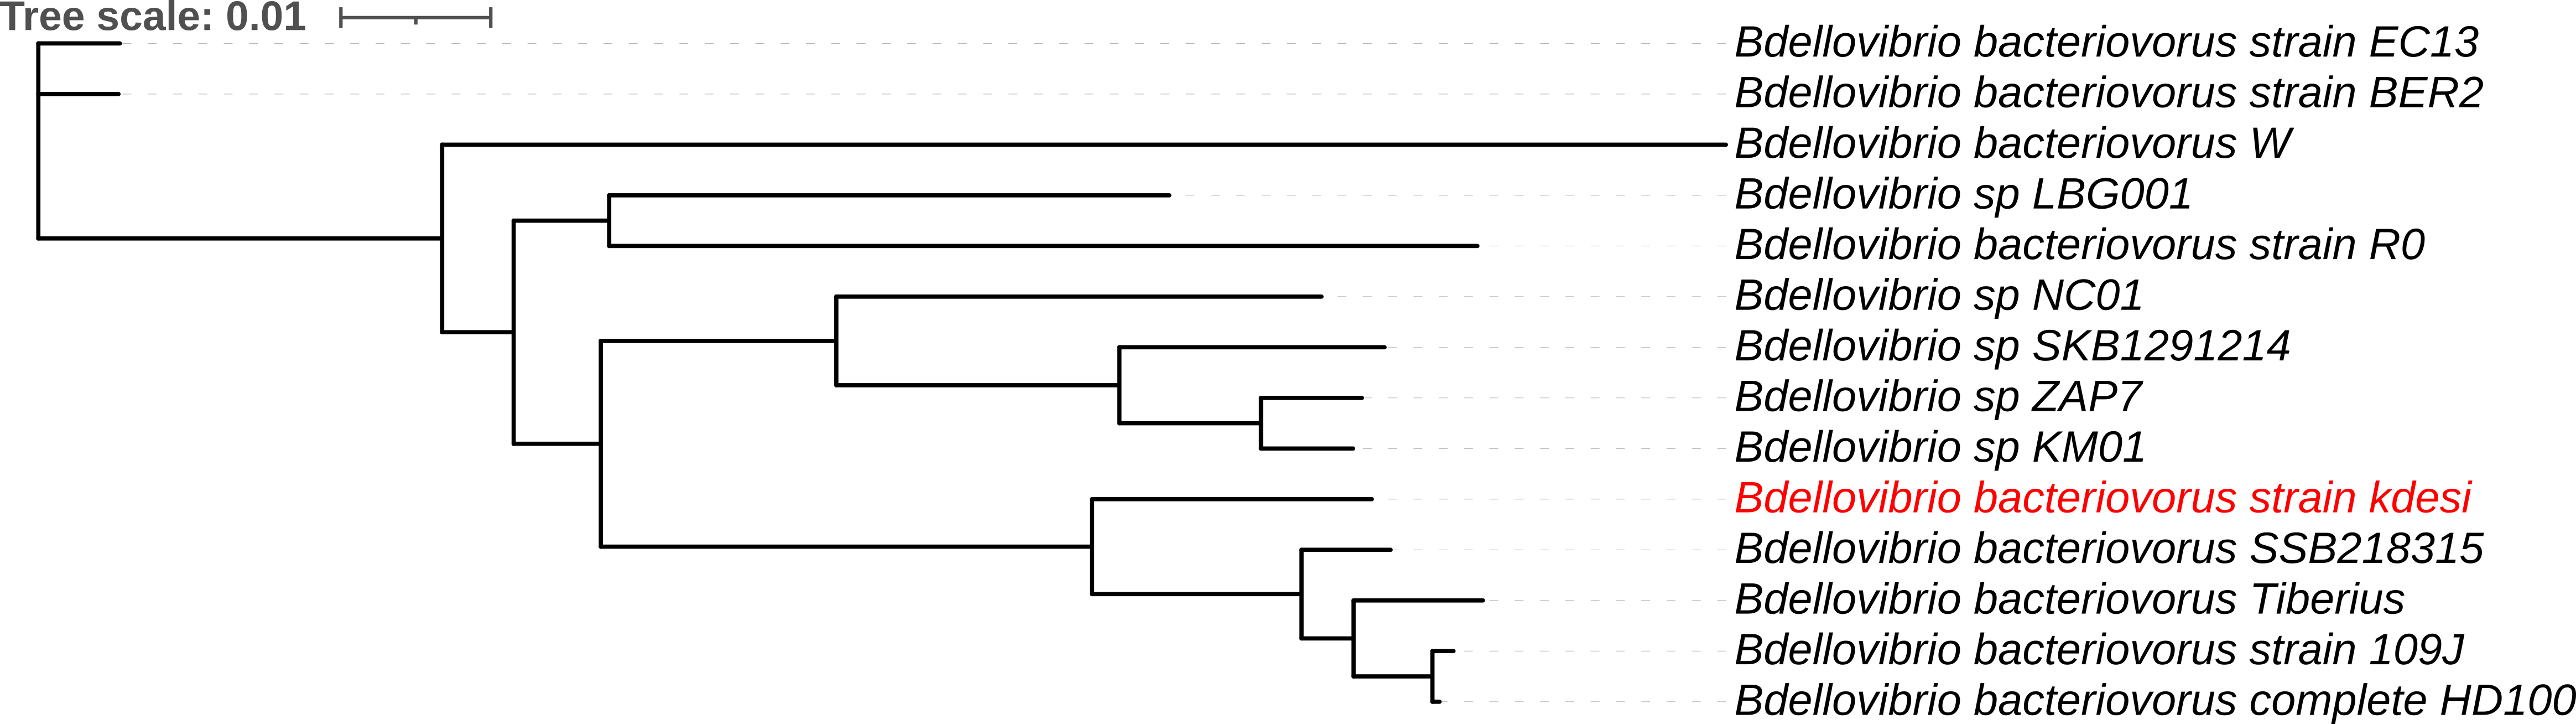 Tree scale: 0.01
Bdellovibrio bacteriovorus strain EC13
Bdellovibrio bacteriovorus strain BER2
Bdellovibrio bacteriovorus W
Bdellovibrio sp LBG001
Bdellovibrio bacteriovorus strain R0
Bdellovibrio sp NC01
Bdellovibrio sp SKB1291214
Bdellovibrio sp ZAP7
Bdellovibrio sp KM01
Bdellovibrio bacteriovorus strain kdesi
Bdellovibrio bacteriovorus SSB218315
Bdellovibrio bacteriovorus Tiberius
Bdellovibrio bacteriovorus strain 109J
Bdellovibrio bacteriovorus complete HD100